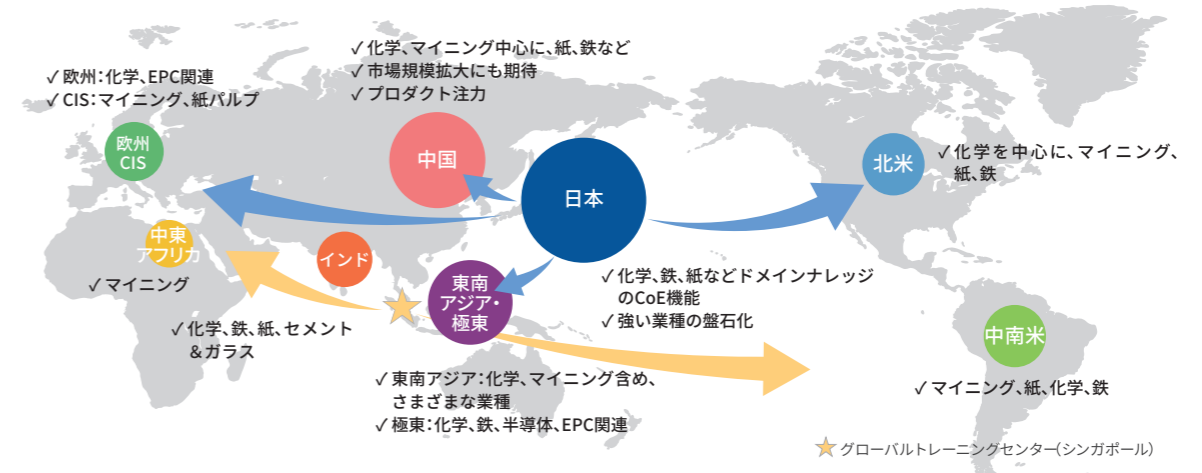 ✓化学、マイニング中心に、紙、鉄など
✓市場規模拡大にも期待
✓プロダクト注力
✓欧州：化学、EPC関連
✓CIS：マイニング、紙パルプ
欧州
CIS
中国
日本
北米
✓化学を中心に、マイニング、
紙、鉄
中東
アフリカ
✓マイニング
インド
✓化学、鉄、紙、セメント
＆ガラス
東南
アジア・
極東
✓化学、鉄、紙などドメインナレッジ
のCoE機能
✓強い業種の盤石化
✓東南アジア：化学、マイニング含め、
さまざまな業種
✓極東：化学、鉄、半導体、EPC関連
中南米
✓マイニング、紙、化学、鉄
グローバルトレーニングセンター（シンガポール）